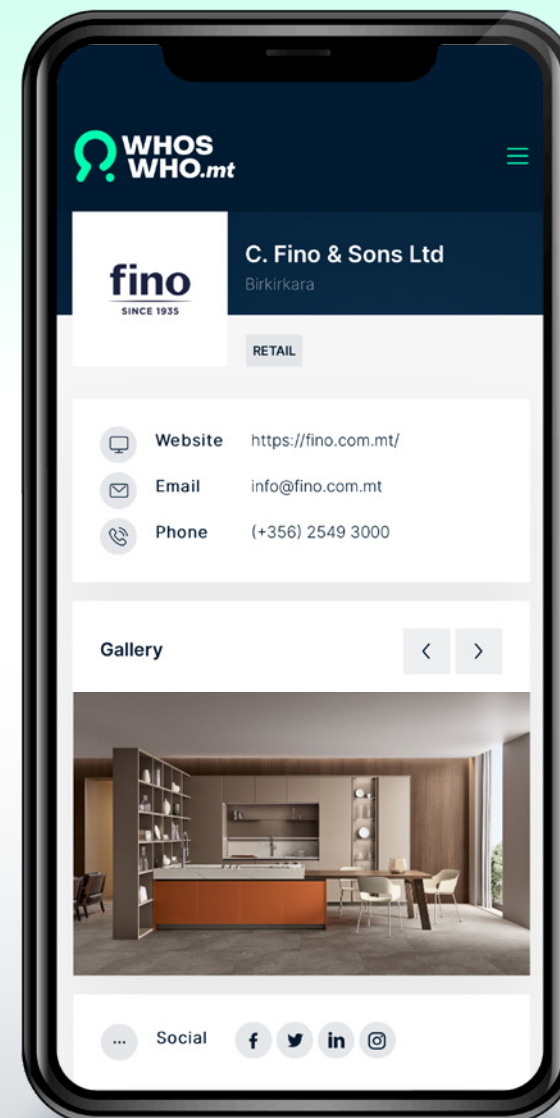 WHOS
WHO.mt
fino
SINCE 1935
C. Fino & Sons Ltd
Birkirkara
RETAIL
Website https://fino.com.mt/
Email info@fino.com.mt
Phone (+356) 2549 3000
Gallery
... Social f in